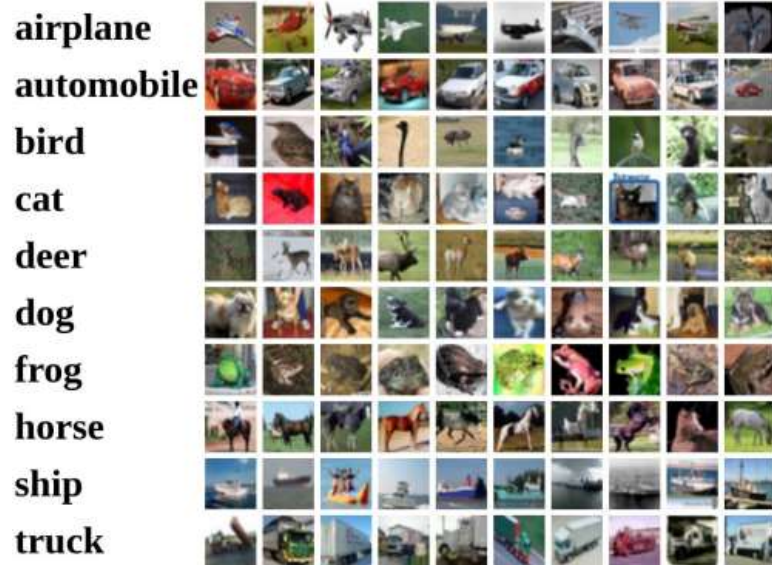 airplane
automobile
bird
cat
deer
dog
frog
horse
ship
truck